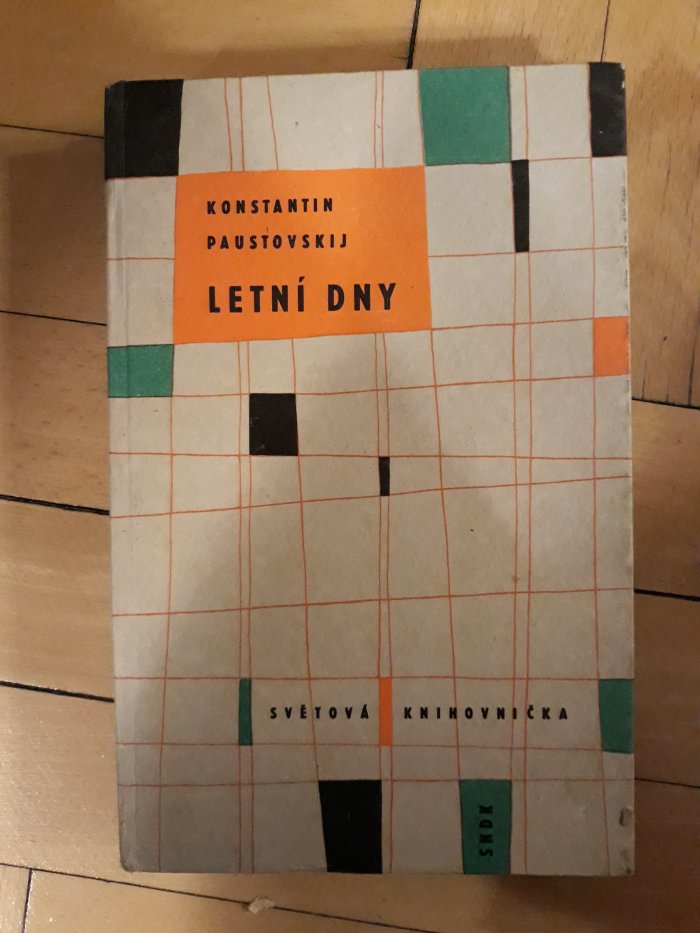 KONSTANTIN
PAUSTOVSKIJ
LETNÍ DNY
SVĚTOVÁ KNIHOVNIČKA
SNDK